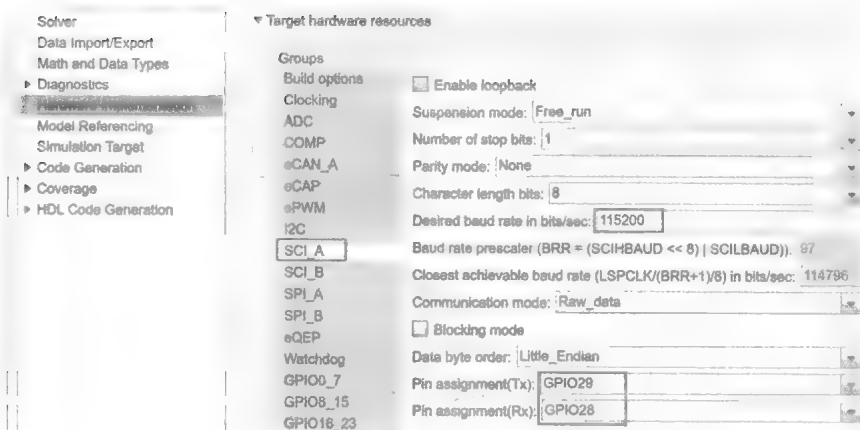 Solver
Data Import/Export
Math and Data Types
Diagnostics
Model Referencing
Simulation Target
Code Generation
Coverage
HDL Code Generation
Target hardware resources
Groups
Build options
Clocking
ADC
COMP
eCAN_A
eCAP
ePWM
I2C
SCI_A
SCI_B
SPI_A
SPI_B
eQEP
Watchdog
GPIO0_7
GPIO8_15
GPIO16_23
Enable loopback
Suspension mode: Free_run
Number of stop bits: 1
Parity mode: None
Character length bits: 8
Desired baud rate in bits/sec: 115200
Baud rate prescaler (BRR = (SCIHBAUD << 8) | SCILBAUD)). 97
Closest achievable baud rate (LSPCLK/(BRR+1)/8) in bits/sec: 114796
Communication mode: Raw_data
Blocking mode
Data byte order: Little_Endian
Pin assignment(Tx): GPIO29
Pin assignment(Rx): GPIO28